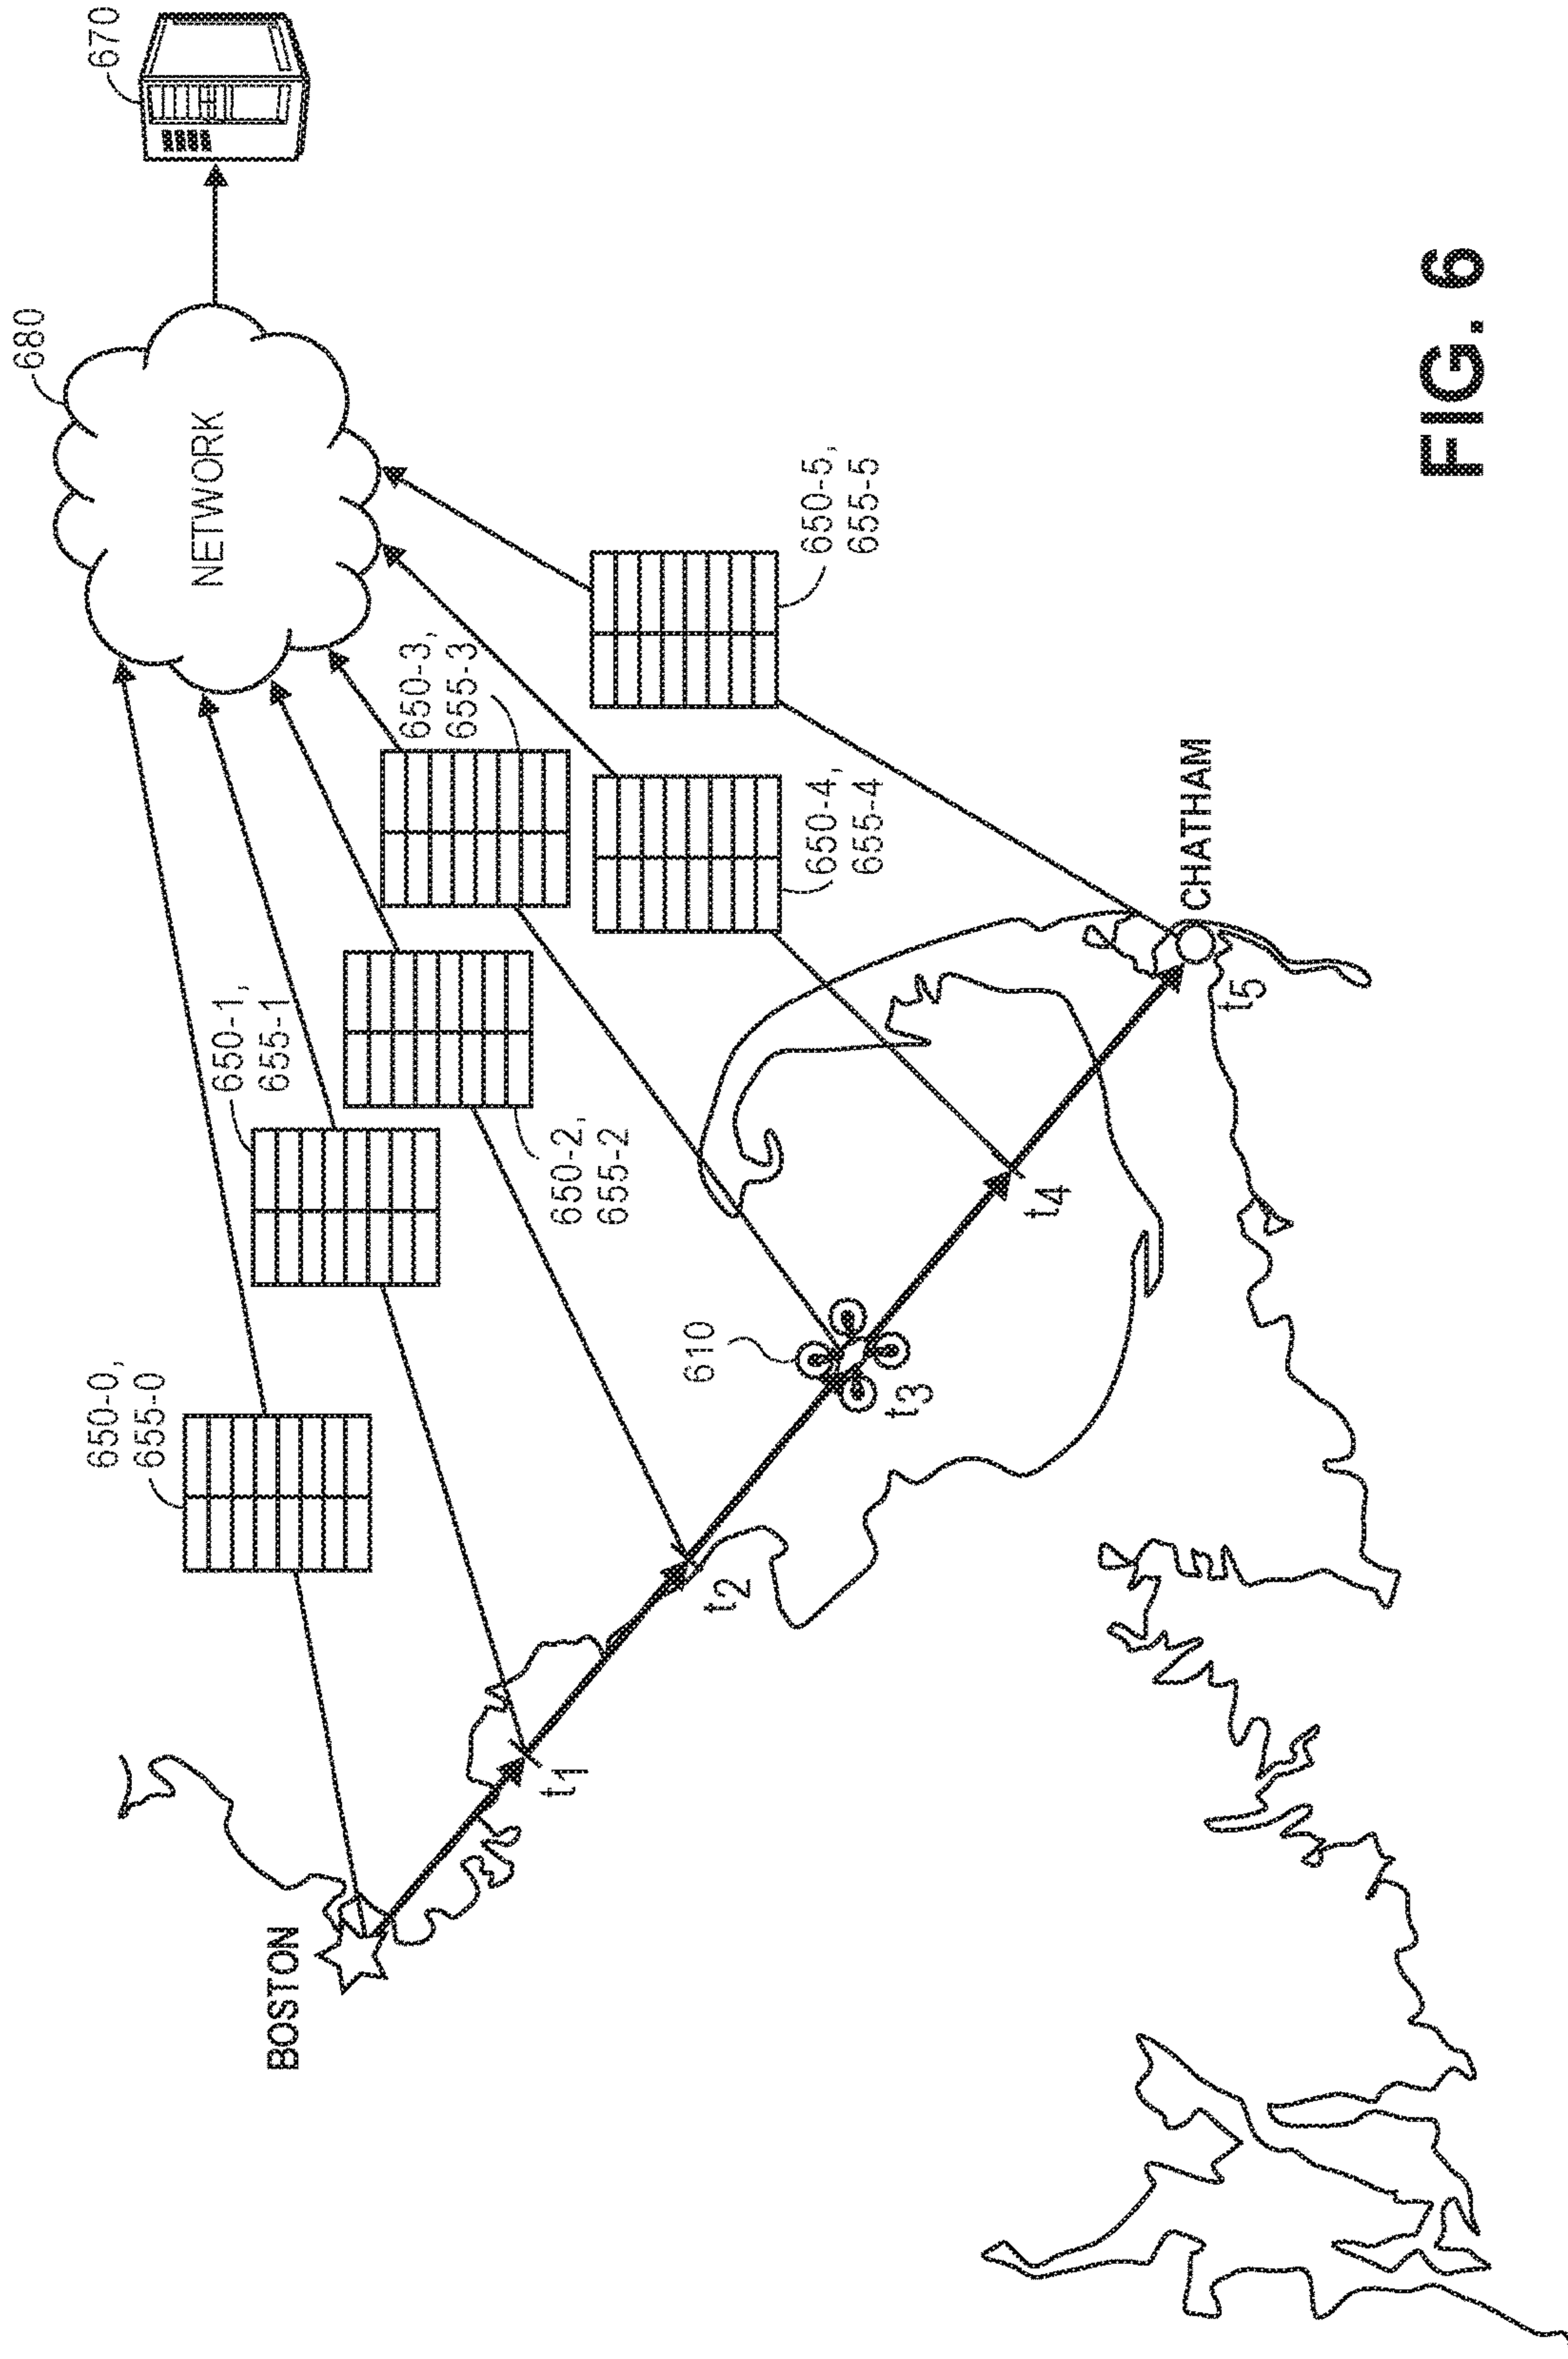 680
670
NETWORK
650-0,
655-0
650-1,
655-1
650-3,
655-3
650-2,
655-2
650-5,
655-5
650-4,
655-4
BOSTON
610
t1
t2
t3
t4
t5
CHATHAM
FIG. 6